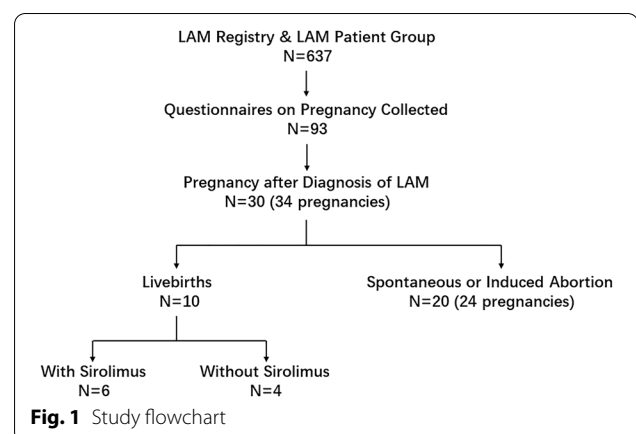 LAM Registry & LAM Patient Group
N=637
Questionnaires on Pregnancy Collected
N=93
Pregnancy after Diagnosis of LAM
N=30 (34 pregnancies)
Livebirths
N=10
Spontaneous or Induced Abortion
N=20 (24 pregnancies)
With Sirolimus
N=6
Without Sirolimus
N=4
Fig. 1 Study flowchart